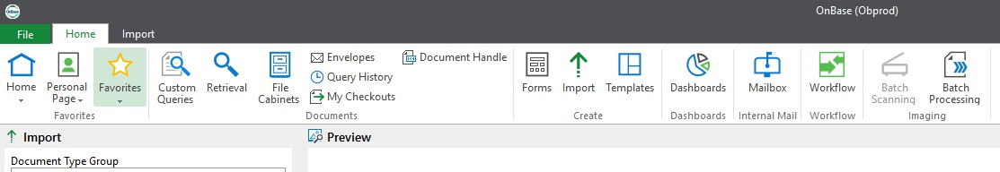 OnBase
OnBase (Obprod)
File Home Import
Home
Personal Page
Favorites
Favorites
Custom Queries
Retrieval
File Cabinets
Envelopes
Query History
My Checkouts
Document Handle
Documents
Forms
Import
Templates
Create
Dashboards
Dashboards
Mailbox
Internal Mail
Workflow
Workflow
Batch Scanning
Batch Processing
Imaging
Import
Preview
Document Type Group